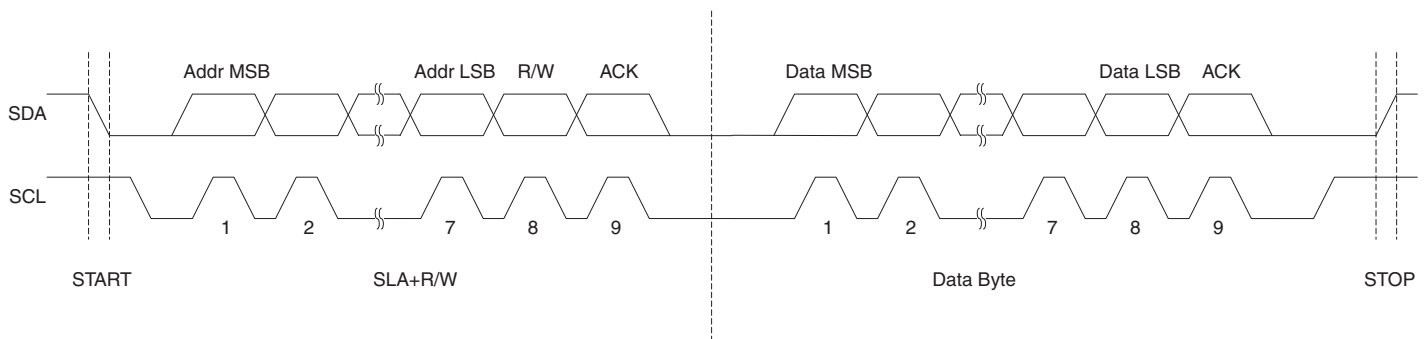 Addr MSB Addr LSB R/W ACK Data MSB Data LSB ACK
SDA
SCL
1 2 7 8 9 1 2 7 8 9
START SLA+R/W Data Byte STOP